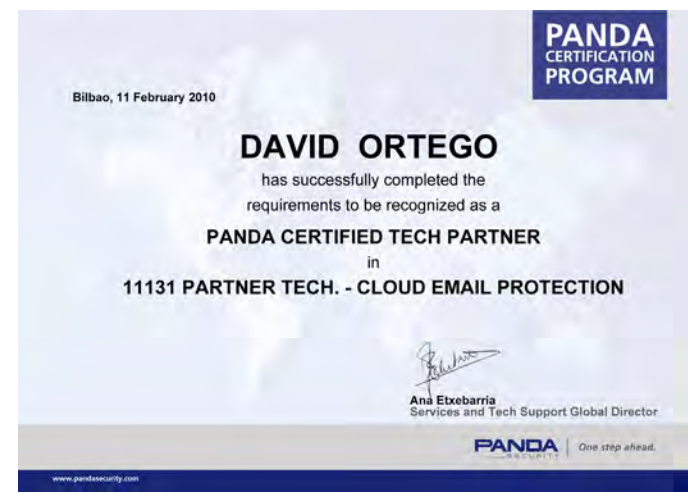 PANDA
CERTIFICATION
PROGRAM
Bilbao, 11 February 2010
DAVID ORTEGO
has successfully completed the
requirements to be recognized as a
PANDA CERTIFIED TECH PARTNER
in
11131 PARTNER TECH. - CLOUD EMAIL PROTECTION
Ana Etxebarria
Services and Tech Support Global Director
PANDA
SECURITY
One step ahead.
www.pandasecurity.com